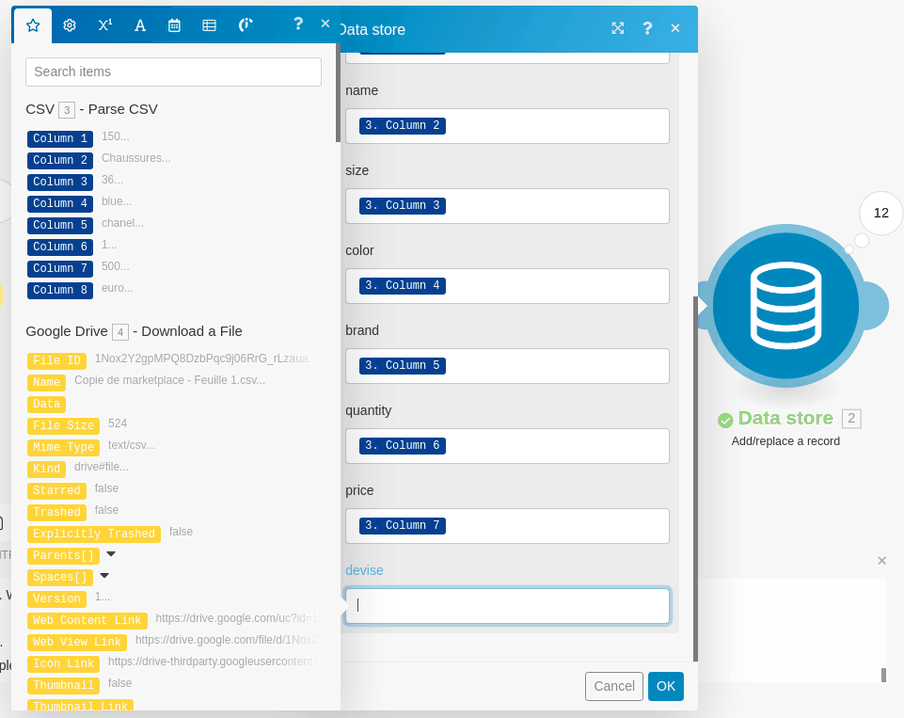 Data store
Search items
CSV 3 - Parse CSV
Column 1 150...
Column 2 Chaussures...
Column 3 36...
Column 4 blue...
Column 5 chanel...
Column 6 1...
Column 7 500...
Column 8 euro...
Google Drive 4 - Download a File
File ID 1Nox2Y2gpMPQ8DzbPqc9j06RrG_rLzaua
Name Copie de marketplace - Feuille 1.csv...
Data
File Size 524
Mime Type text/csv...
Kind drive#file...
Starred false
Trashed false
Explicitly Trashed false
Parents[]
Spaces[]
Version 1...
Web Content Link https://drive.google.com/uc?id=1
Web View Link https://drive.google.com/file/d/1Nox2
Icon Link https://drive-thirdparty.googleusercontent.
Thumbnail false
Thumbnail Link
name
3. Column 2
size
3. Column 3
color
3. Column 4
brand
3. Column 5
quantity
3. Column 6
price
3. Column 7
devise
Cancel OK
12
Data store 2
Add/replace a record